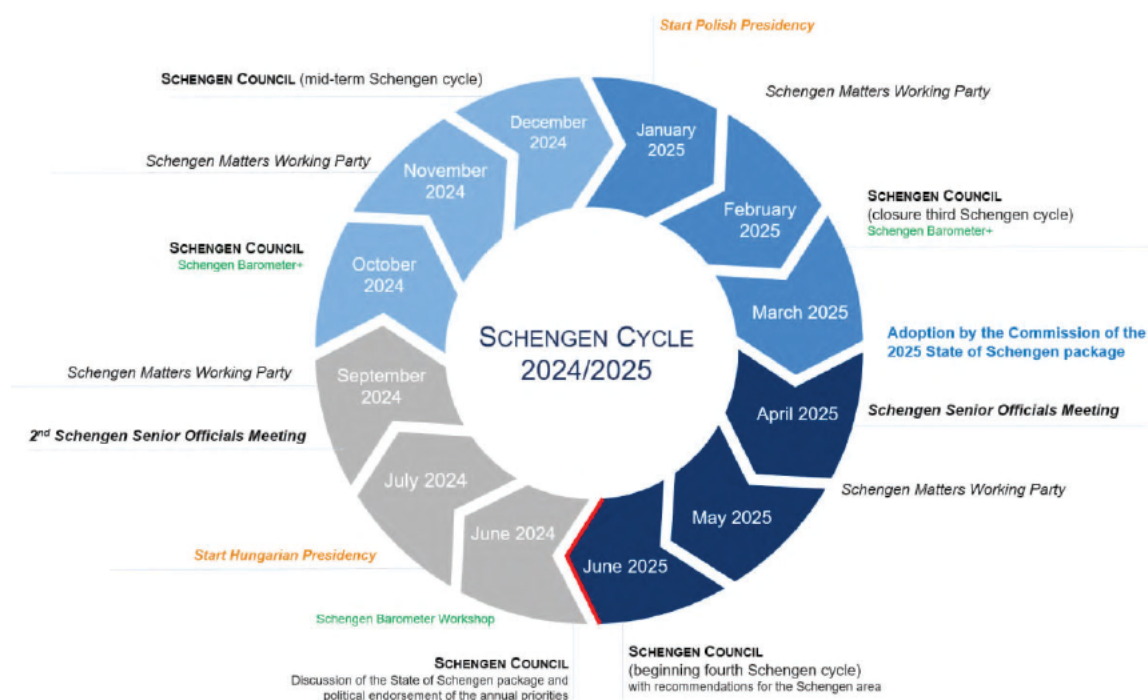 Start Polish Presidency
SCHENGEN COUNCIL (mid-term Schengen cycle)
Schengen Matters Working Party
December
2024
January
2025
Schengen Matters Working Party
November
2024
February
2025
SCHENGEN COUNCIL
(closure third Schengen cycle)
Schengen Barometer+
SCHENGEN COUNCIL
Schengen Barometer+
October
2024
March 2025
SCHENGEN CYCLE
2024/2025
Adoption by the Commission of the
2025 State of Schengen package
Schengen Matters Working Party
September
2024
April 2025
Schengen Senior Officials Meeting
2nd Schengen Senior Officials Meeting
July 2024
May 2025
Schengen Matters Working Party
June 2024
June 2025
Start Hungarian Presidency
Schengen Barometer Workshop
SCHENGEN COUNCIL
Discussion of the State of Schengen package and
political endorsement of the annual priorities
SCHENGEN COUNCIL
(beginning fourth Schengen cycle)
with recommendations for the Schengen area